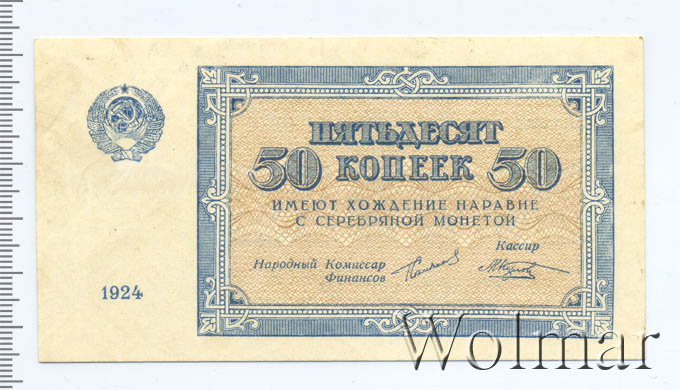 ПЯТЬДЕСЯТ
50 КОПЕЕК 50
ИМЕЮТ ХОЖДЕНИЕ НАРАВНЕ
С СЕРЕБРЯНОЙ МОНЕТОЙ
Кассир
Народный Комиссар
Финансов
1924
Wolmar